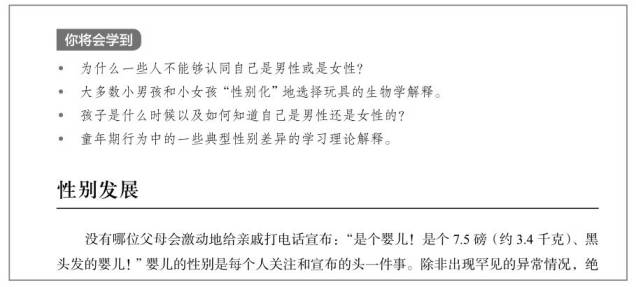 你将会学到
• 为什么一些人不能够认同自己是男性或是女性?
• 大多数小男孩和小女孩“性别化”地选择玩具的生物学解释。
• 孩子是什么时候以及如何知道自己是男性还是女性的?
• 童年期行为中的一些典型性别差异的学习理论解释。
性别发展
没有哪位父母会激动地给亲戚打电话宣布:“是个婴儿!是个 7.5 磅(约 3.4 千克)、黑
头发的婴儿!”婴儿的性别是每个人关注和宣布的头一件事。除非出现罕见的异常情况,绝